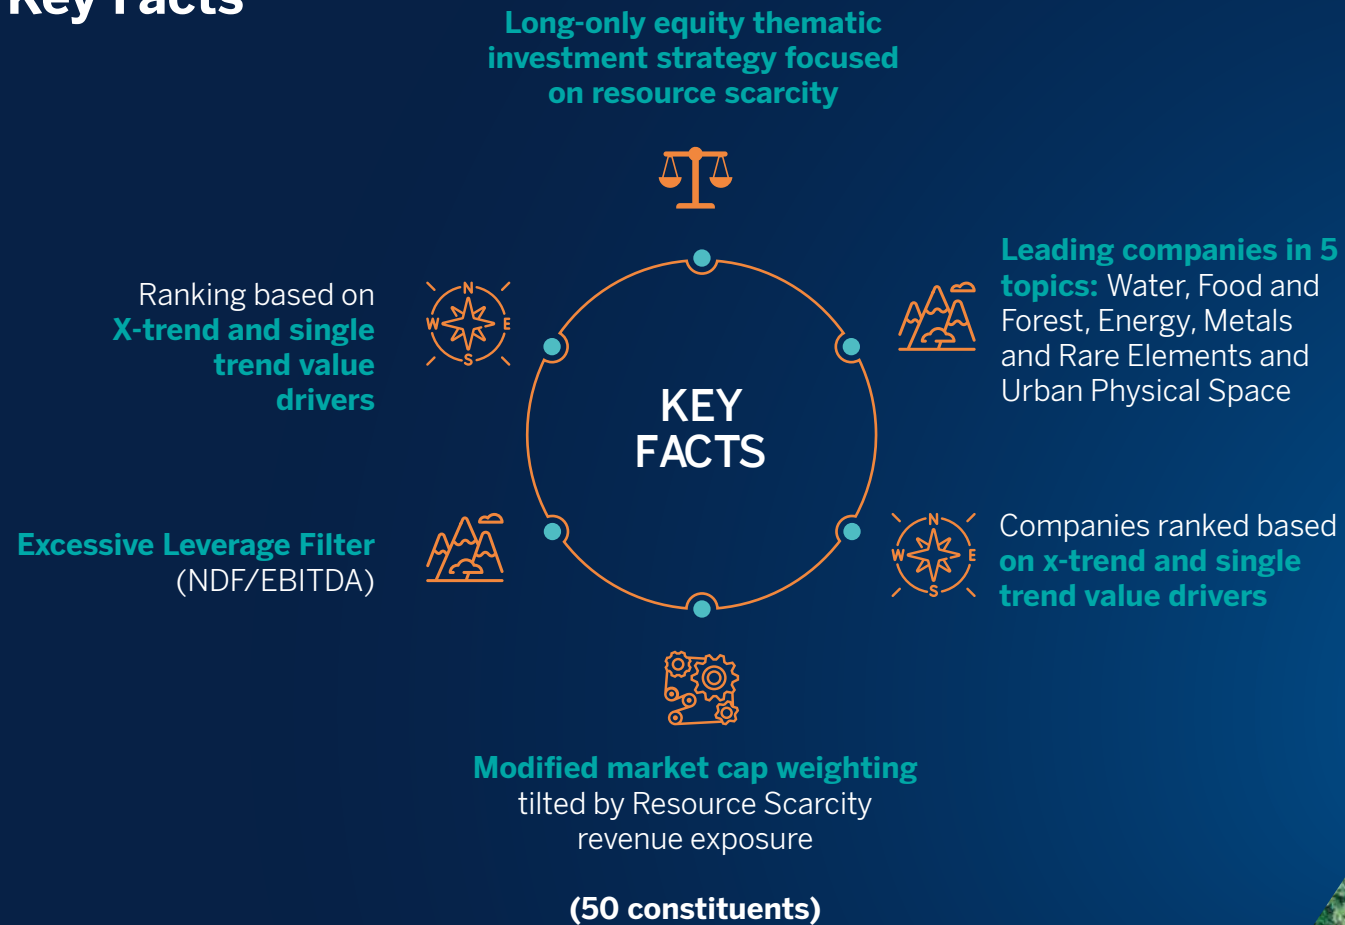 Key Facts
Long-only equity thematic
investment strategy focused
on resource scarcity
Leading companies in 5
topics: Water, Food and
Forest, Energy, Metals
and Rare Elements and
Urban Physical Space
Companies ranked based
on x-trend and single
trend value drivers
Modified market cap weighting
tilted by Resource Scarcity
revenue exposure
(50 constituents)
Excessive Leverage Filter
(NDF/EBITDA)
Ranking based on
X-trend and single
trend value
drivers
KEY
FACTS
N
W E
S
N
W E
S